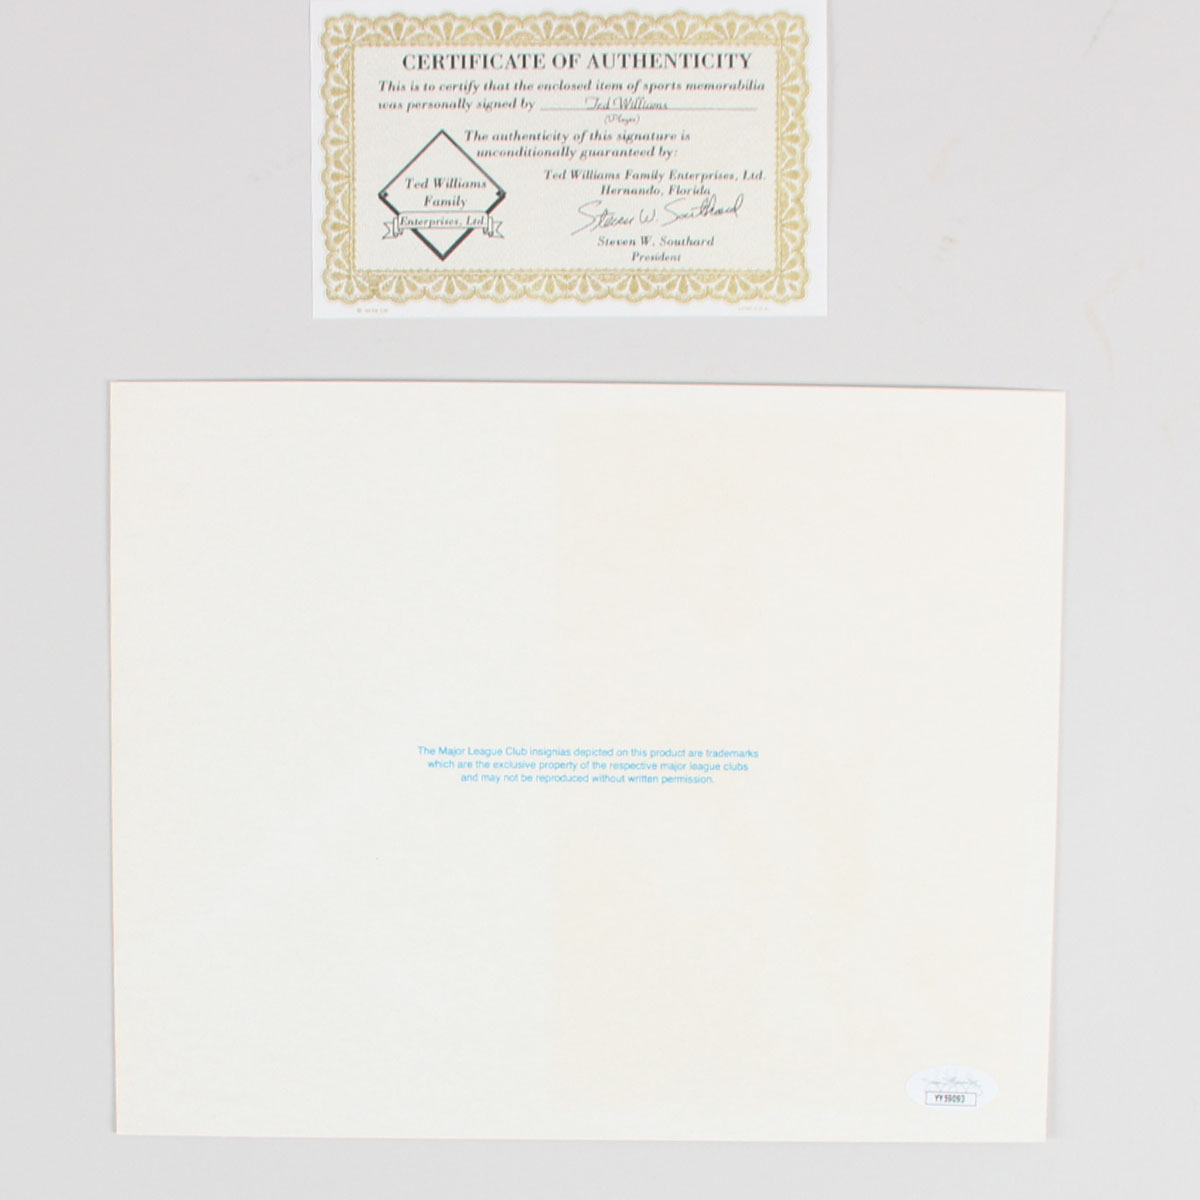 CERTIFICATE OF AUTHENTICITY
This is to certify that the enclosed item of sports memorabilia
was personally signed by Ted Williams
(Player)
The authenticity of this signature is
unconditionally guaranteed by:
Ted Williams Family Enterprises, Ltd.
Hernando, Florida
Steven W. Southard
Steven W. Southard
President
Ted Williams
Family
Enterprises, Ltd.
The Major League Club insignias depicted on this product are trademarks
which are the exclusive property of the respective major league clubs
and may not be reproduced without written permission.
YY59093